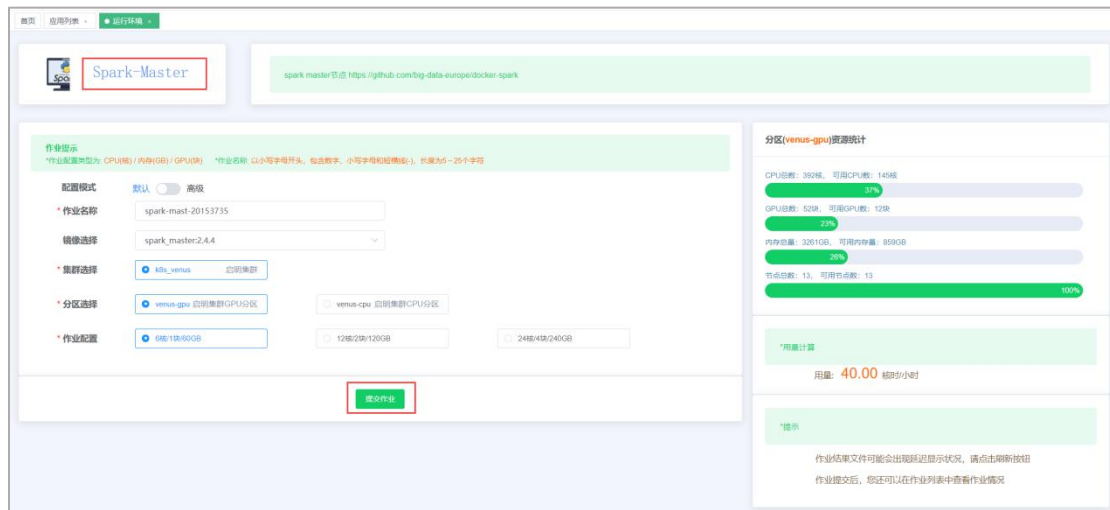 首页 应用列表 × ● 运行环境 ×
Spark-Master
spark master节点 https://github.com/big-data-europe/docker-spark
作业提示
*作业配置类型为: CPU(核) / 内存(GB) / GPU(块) *作业名称: 以小写字母开头，包含数字、小写字母和短横线(-)，长度为5～25个字符
配置模式 默认 高级
* 作业名称 spark-mast-20153735
镜像选择 spark_master:2.4.4
* 集群选择 k8s_venus 启明集群
* 分区选择 venus-gpu 启明集群GPU分区 venus-cpu 启明集群CPU分区
* 作业配置 6核/1块/60GB 12核/2块/120GB 24核/4块/240GB
提交作业
分区(venus-gpu)资源统计
CPU总数：392核， 可用CPU数：145核
37%
GPU总数：52块， 可用GPU数：12块
23%
内存总量：3261GB， 可用内存量：859GB
26%
节点总数：13， 可用节点数：13
100%
*用量计算
用量: 40.00 核时/小时
*提示
作业结果文件可能会出现延迟显示状况，请点击刷新按钮
作业提交后，您还可以在作业列表中查看作业情况